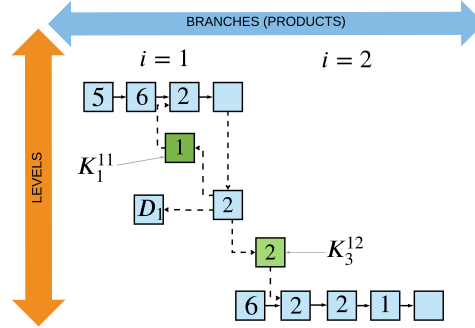 BRANCHES (PRODUCTS)
i = 1
i = 2
5 6 2
LEVELS
1
K_1^{11}
D_1
2
2
K_3^{12}
6 2 2 1